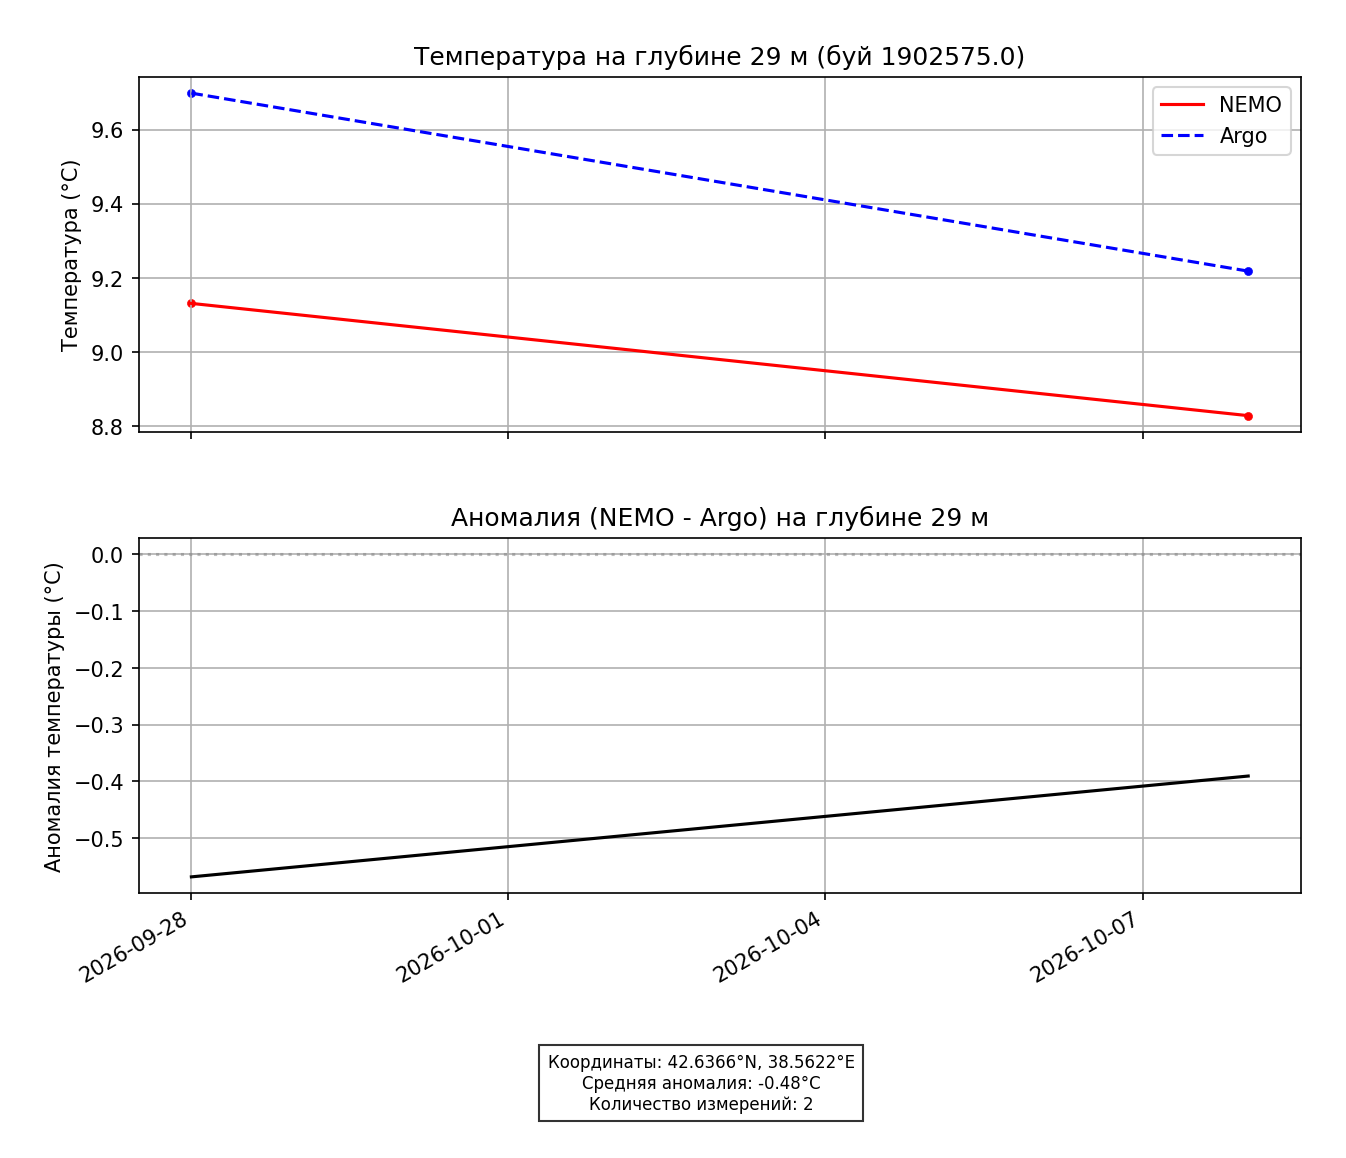 Температура на глубине 29 м (буй 1902575.0)
Температура (°C)
9.6
9.4
9.2
9.0
8.8
NEMO
Argo
Аномалия (NEMO - Argo) на глубине 29 м
Аномалия температуры (°C)
0.0
−0.1
−0.2
−0.3
−0.4
−0.5
2026-09-28
2026-10-01
2026-10-04
2026-10-07
Координаты: 42.6366°N, 38.5622°E
Средняя аномалия: -0.48°C
Количество измерений: 2